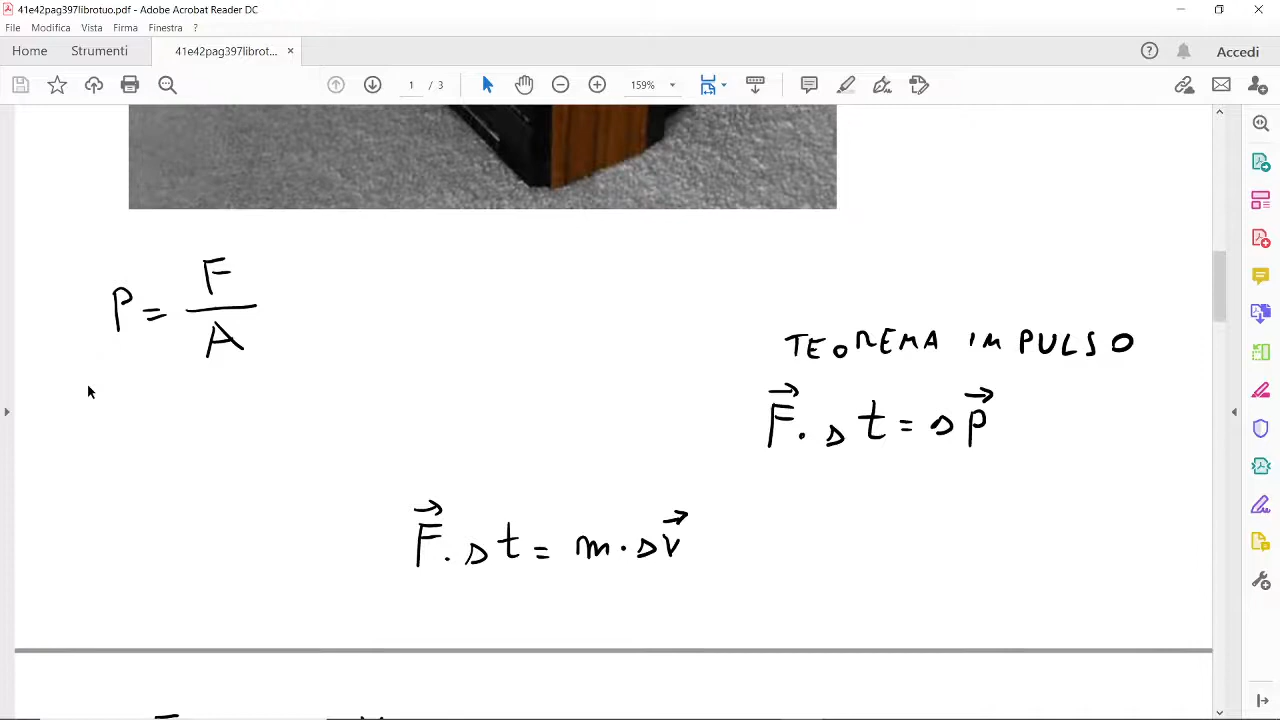 41e42pag397librotuo.pdf - Adobe Acrobat Reader DC
File Modifica Vista Firma Finestra ?
Home Strumenti 41e42pag397librot... × Accedi
1 / 3 159%
P = F / A
TEOREMA IMPULSO
F⃗ · Δt = Δp⃗
F⃗ · Δt = m · Δv⃗